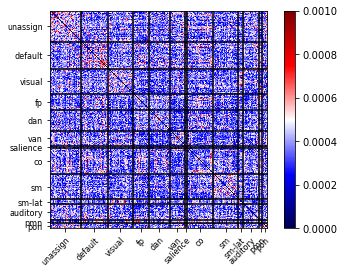 unassign
default
visual
fp
dan
van
salience
co
sm
sm-lat
auditory
pmn
pon
unassign
default
visual
fp
dan
van
salience
co
sm
sm-lat
auditory
pon
0.0010
0.0008
0.0006
0.0004
0.0002
0.0000